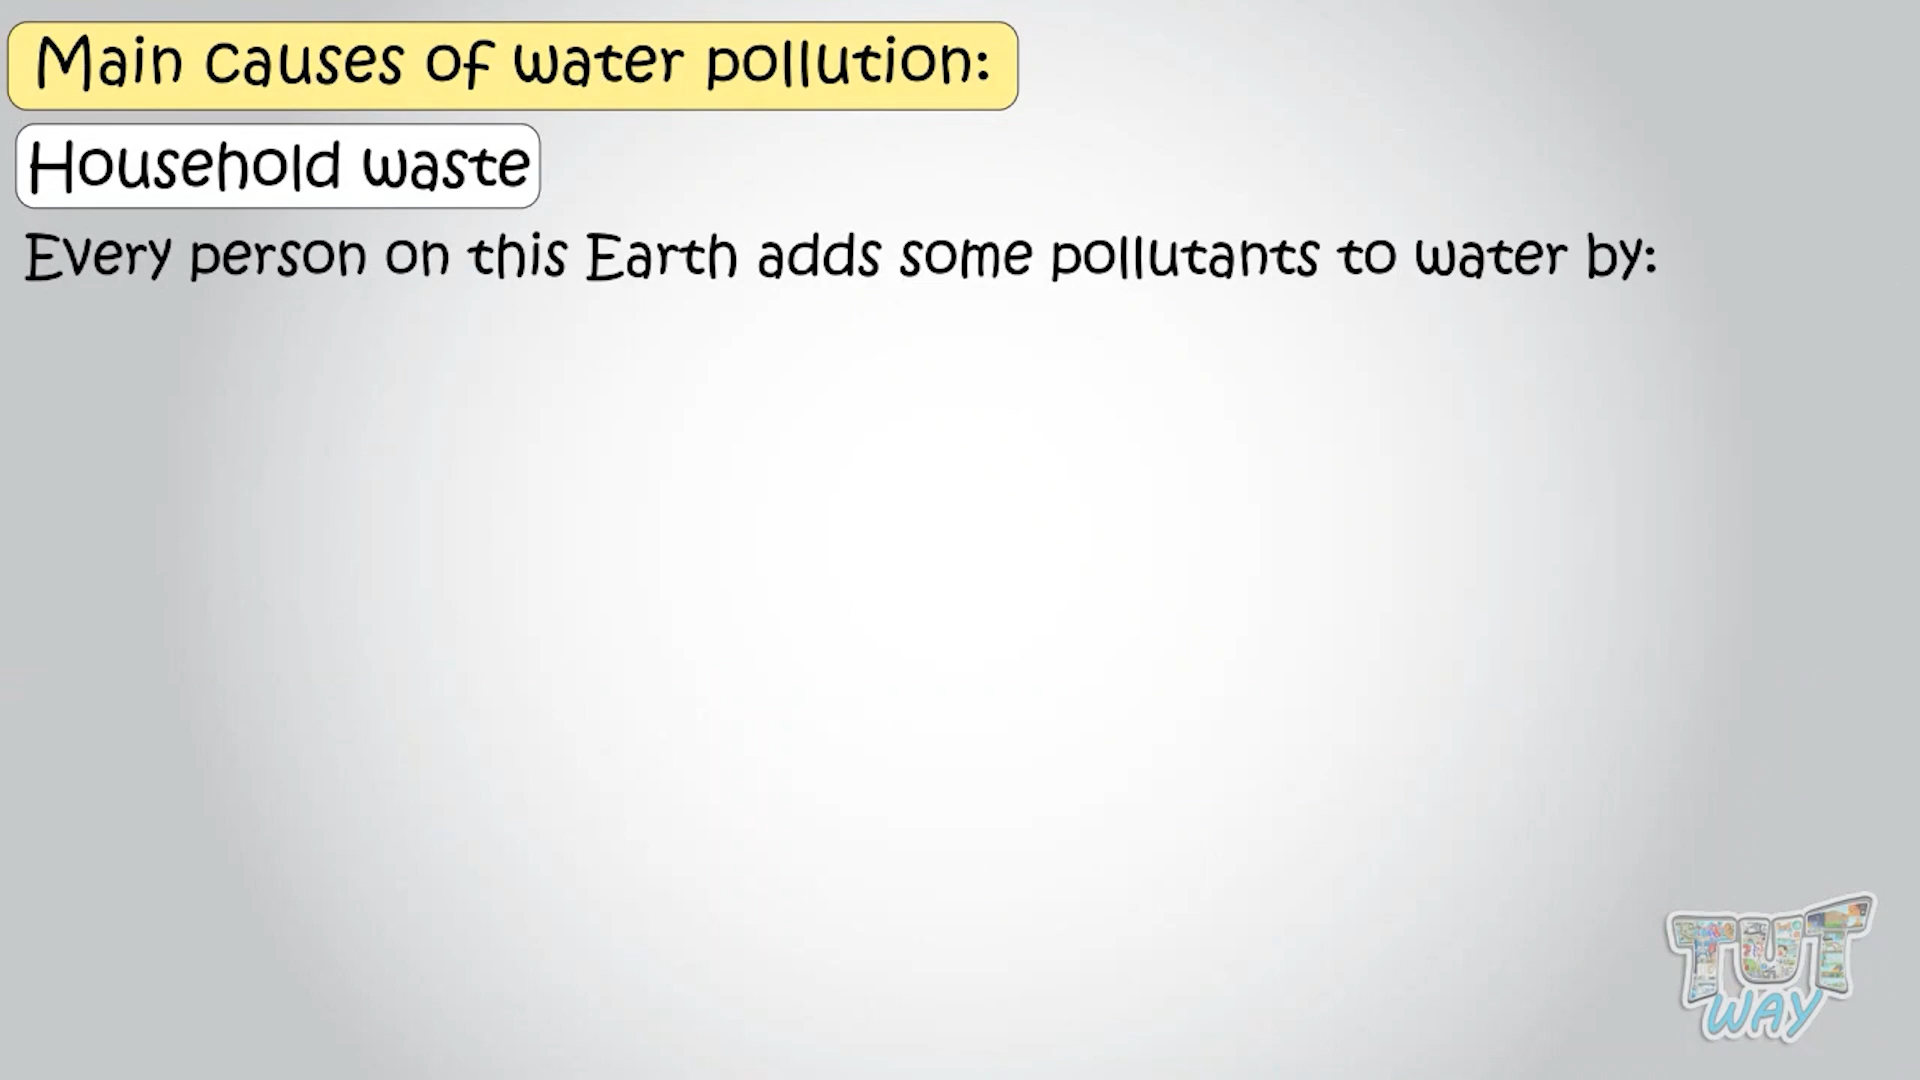 Main causes of water pollution:
Household waste
Every person on this Earth adds some pollutants to water by:
TUT
WAY